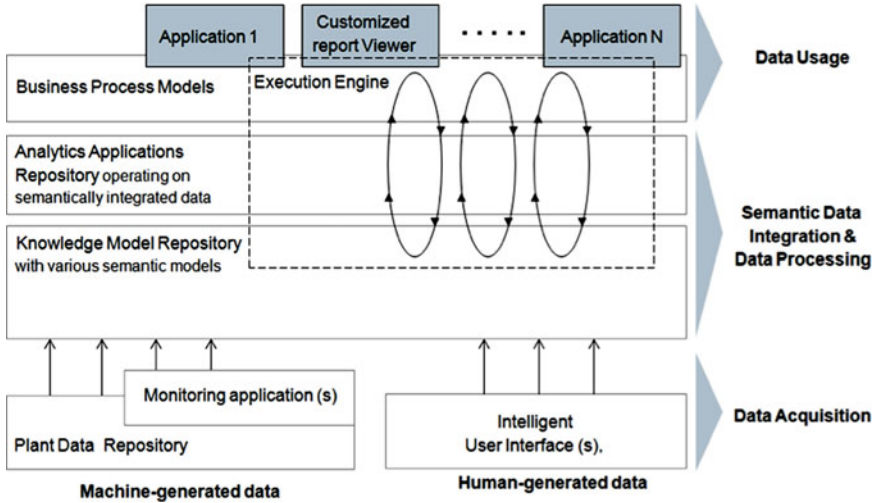 Application 1
Customized
report Viewer
Application N
Data Usage
Business Process Models
Execution Engine
Analytics Applications
Repository operating on
semantically integrated data
Knowledge Model Repository
with various semantic models
Semantic Data
Integration &
Data Processing
Monitoring application (s)
Plant Data Repository
Machine-generated data
Intelligent
User Interface (s),
Human-generated data
Data Acquisition